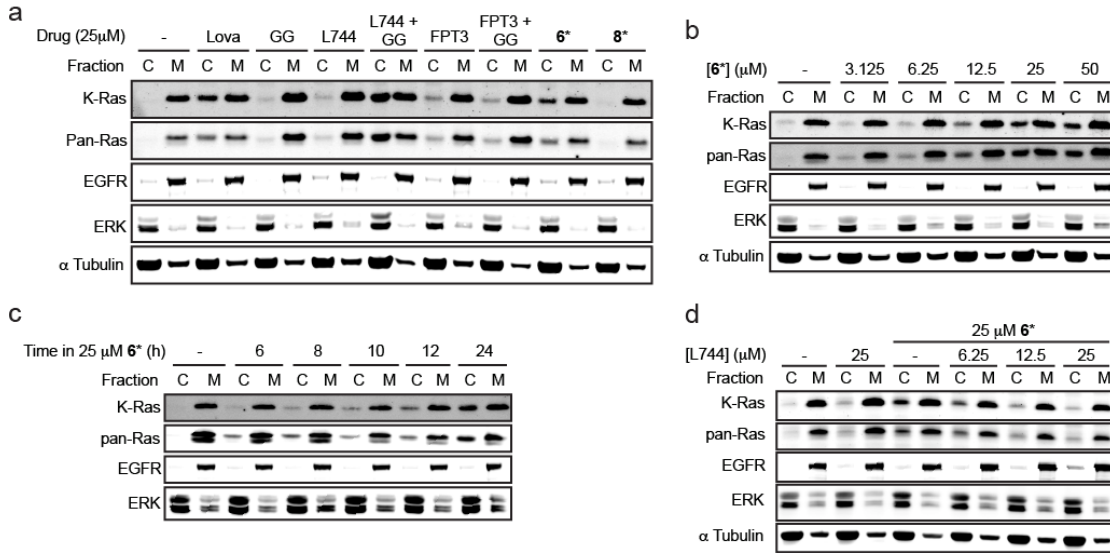 a
L744 + FPT3 +
Drug (25μM) - Lova GG L744 GG FPT3 GG 6* 8*
Fraction C M C M C M C M C M C M C M C M C M
K-Ras
Pan-Ras
EGFR
ERK
α Tubulin
b
[6*] (μM) - 3.125 6.25 12.5 25 50
Fraction C M C M C M C M C M C M
K-Ras
pan-Ras
EGFR
ERK
α Tubulin
c
Time in 25 μM 6* (h) - 6 8 10 12 24
Fraction C M C M C M C M C M C M
K-Ras
pan-Ras
EGFR
ERK
d
25 μM 6*
[L744] (μM) - 25 - 6.25 12.5 25
Fraction C M C M C M C M C M C M
K-Ras
pan-Ras
EGFR
ERK
α Tubulin